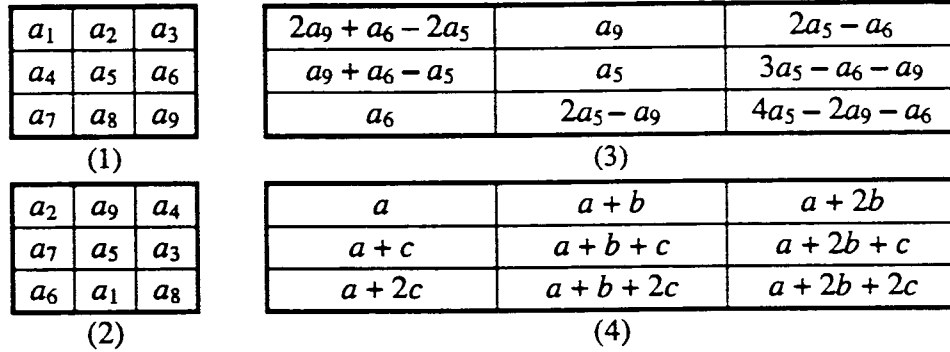 a₁ a₂ a₃
a₄ a₅ a₆
a₇ a₈ a₉
(1)
2a₉ + a₆ – 2a₅ a₉ 2a₅ – a₆
a₉ + a₆ – a₅ a₅ 3a₅ – a₆ – a₉
a₆ 2a₅ – a₉ 4a₅ – 2a₉ – a₆
(3)
a₂ a₉ a₄
a₇ a₅ a₃
a₆ a₁ a₈
(2)
a a + b a + 2b
a + c a + b + c a + 2b + c
a + 2c a + b + 2c a + 2b + 2c
(4)